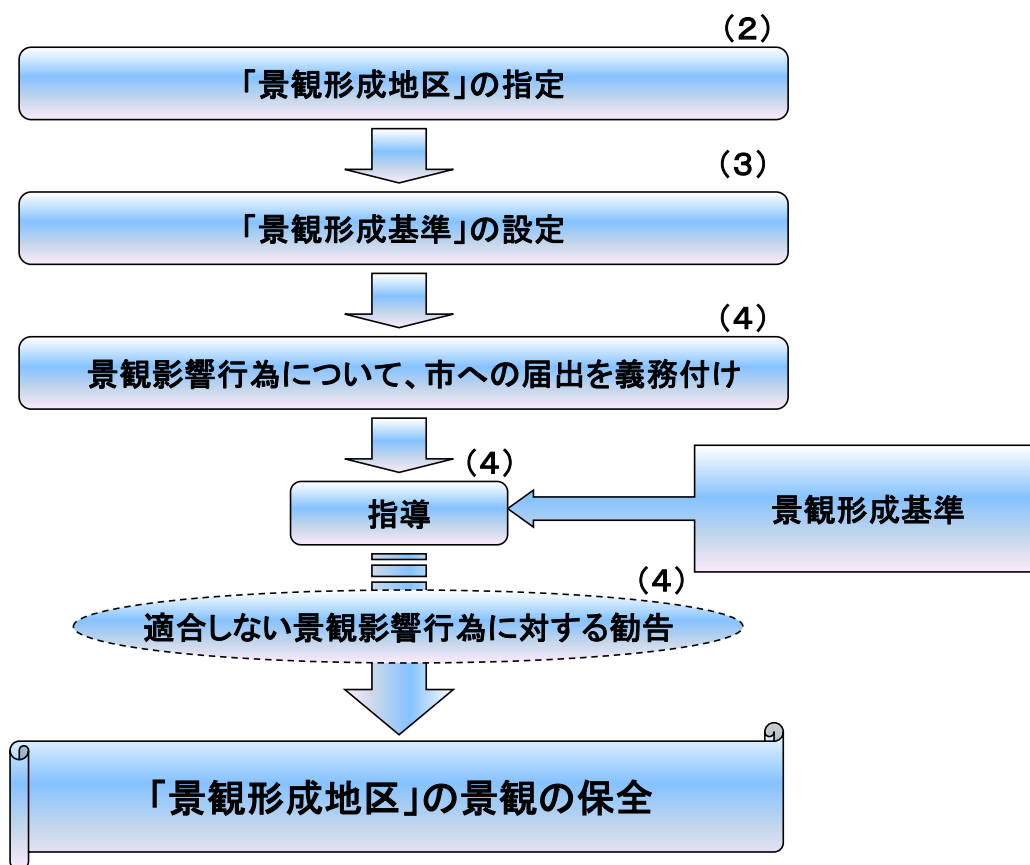 （２）
「景観形成地区」の指定
（３）
「景観形成基準」の設定
（４）
景観影響行為について、市への届出を義務付け
（４）
指導
景観形成基準
（４）
適合しない景観影響行為に対する勧告
「景観形成地区」の景観の保全